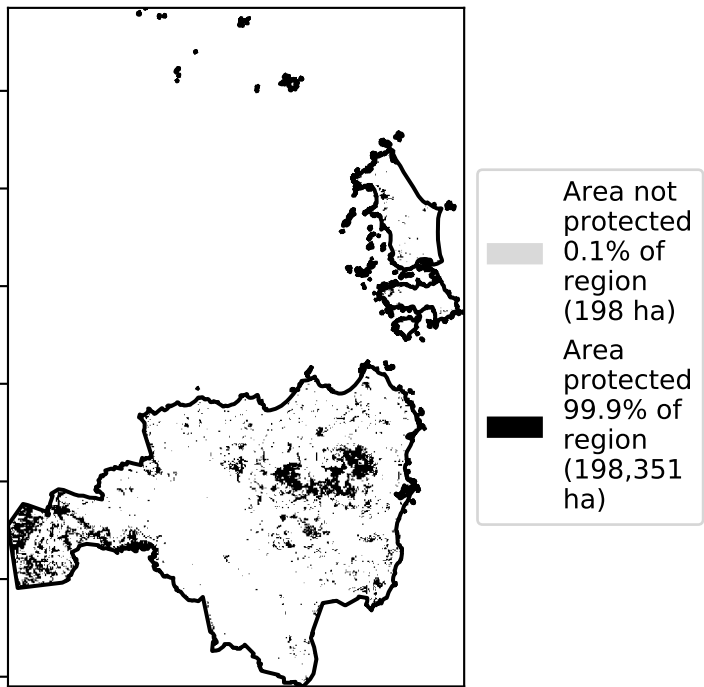 Area not
protected
0.1% of
region
(198 ha)
Area
protected
99.9% of
region
(198,351
ha)